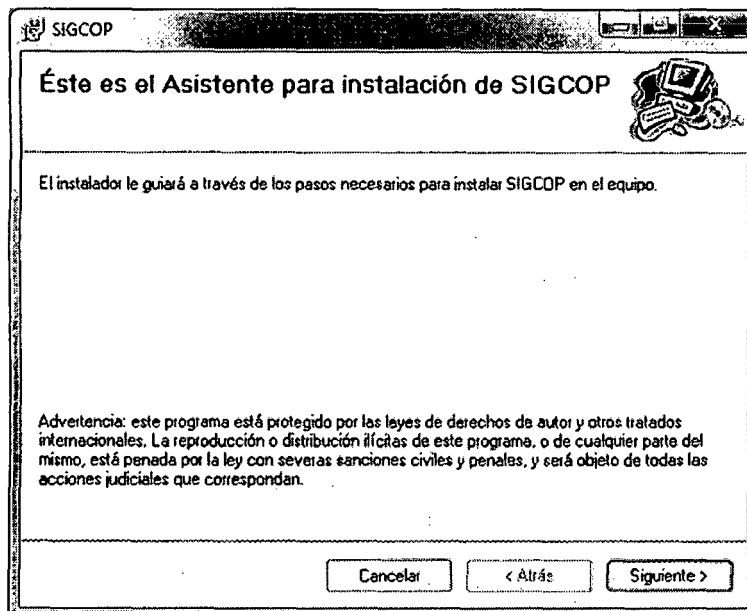 SIGCOP
Éste es el Asistente para instalación de SIGCOP
El instalador le guiará a través de los pasos necesarios para instalar SIGCOP en el equipo.
Advertencia: este programa está protegido por las leyes de derechos de autor y otros tratados
internacionales. La reproducción o distribución ilícitas de este programa, o de cualquier parte del
mismo, está penada por la ley con severas sanciones civiles y penales, y será objeto de todas las
acciones judiciales que correspondan.
Cancelar < Atrás Siguiente >